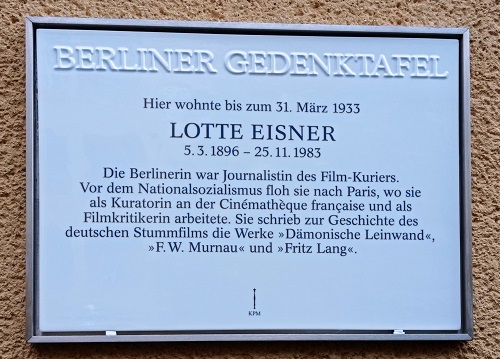 BERLINER GEDENKTAFEL
Hier wohnte bis zum 31. März 1933
LOTTE EISNER
5. 3. 1896 – 25. 11. 1983
Die Berlinerin war Journalistin des Film-Kuriers.
Vor dem Nationalsozialismus floh sie nach Paris, wo sie
als Kuratorin an der Cinémathèque française und als
Filmkritikerin arbeitete. Sie schrieb zur Geschichte des
deutschen Stummfilms die Werke »Dämonische Leinwand«,
»F. W. Murnau« und »Fritz Lang«.
KPM